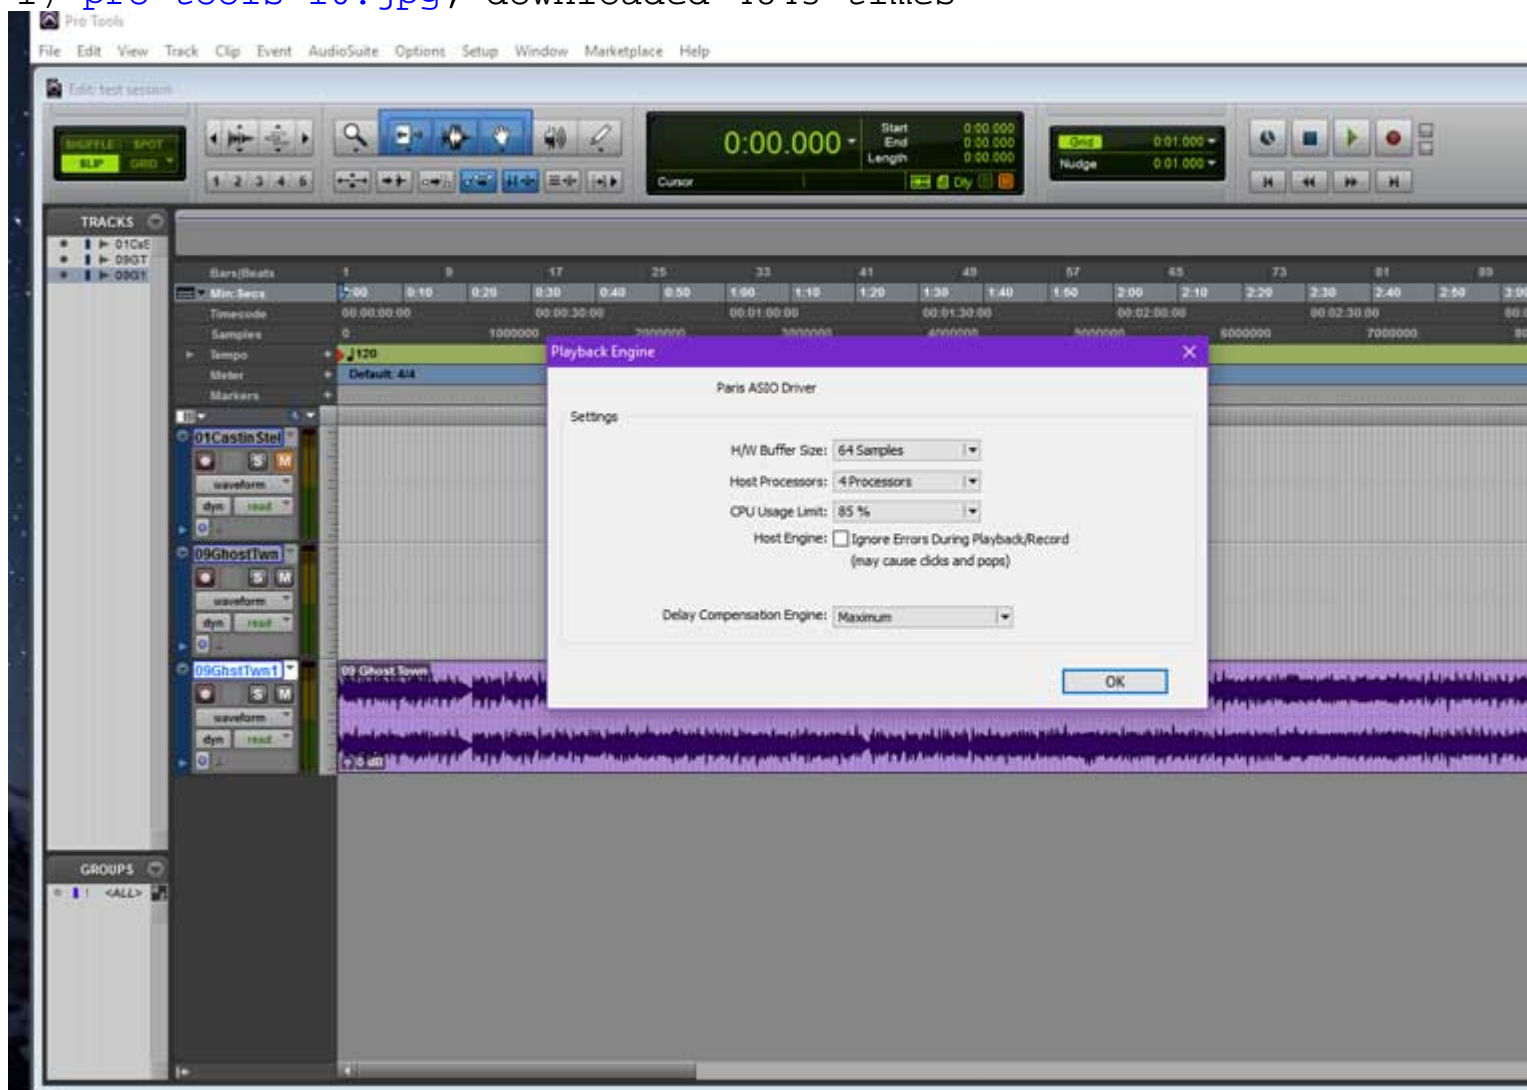 Pro Tools
File Edit View Track Clip Event AudioSuite Options Setup Window Marketplace Help
Edit: test session
SHUFFLE SPOT
SLIP GRID
1 2 3 4 5
0:00.000
Start 0:00.000
End 0:00.000
Length 0:00.000
Cursor
Dly
Grid 0:01.000
Nudge 0:01.000
TRACKS
09GT
Bars|Beats 1 9 17 25 33 41 49 57 65 73 81 89
Min:Secs 0:00 0:10 0:20 0:30 0:40 0:50 1:00 1:10 1:20 1:30 1:40 1:50 2:00 2:10 2:20 2:30 2:40 2:50
Timecode 00:00:00:00 00:00:30:00 00:01:00:00 00:01:30:00 00:02:00:00 00:02:30:00
Samples 0 1000000 2000000 3000000 4000000 5000000 6000000 7000000
Tempo 120
Meter Default: 4/4
Markers
Playback Engine
Paris ASIO Driver
Settings
H/W Buffer Size: 64 Samples
Host Processors: 4 Processors
CPU Usage Limit: 85 %
Host Engine: Ignore Errors During Playback/Record
(may cause clicks and pops)
Delay Compensation Engine: Maximum
OK
01CastinStel
S M
waveform
dyn read
09GhostTwn
S M
waveform
dyn read
09GhstTwn1
S M
waveform
dyn read
09 Ghost Town
0 dB
GROUPS
! <ALL>